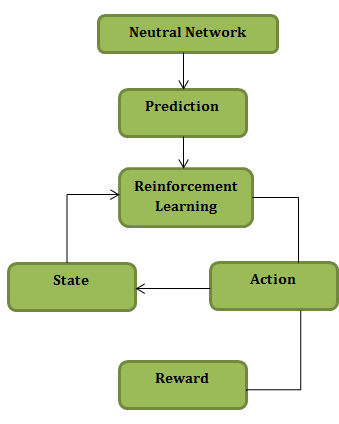 Neutral Network
Prediction
Reinforcement
Learning
State
Action
Reward